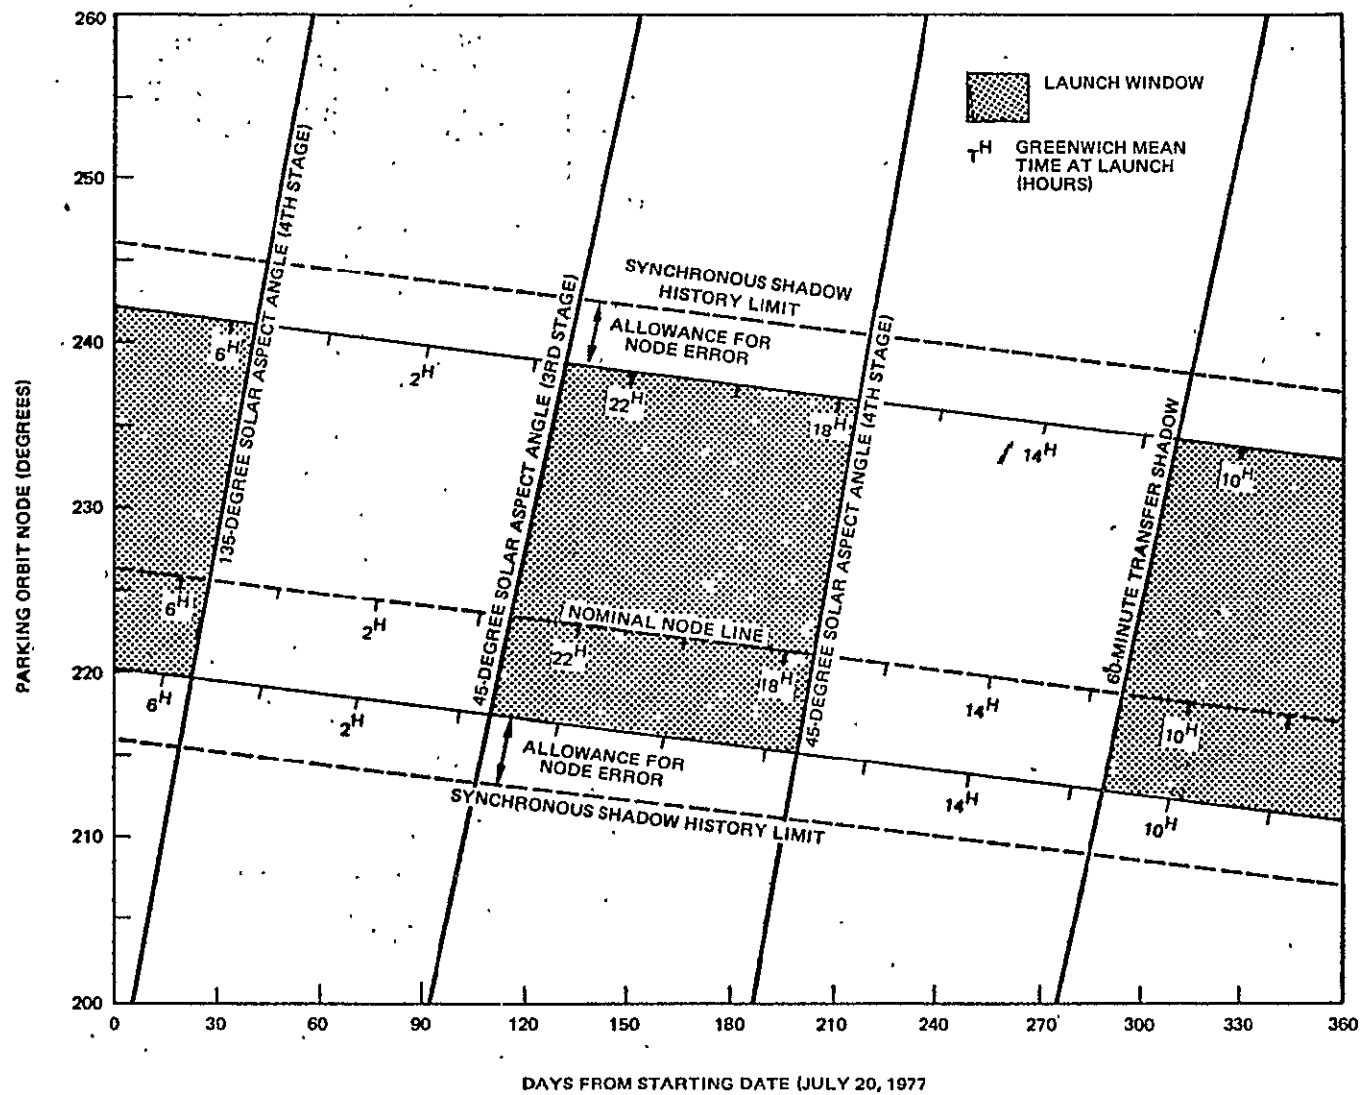 260
250
240
230
220
210
200
PARKING ORBIT NODE (DEGREES)
LAUNCH WINDOW
T^H GREENWICH MEAN
TIME AT LAUNCH
(HOURS)
135-DEGREE SOLAR ASPECT ANGLE (4TH STAGE)
45-DEGREE SOLAR ASPECT ANGLE (3RD STAGE)
45-DEGREE SOLAR ASPECT ANGLE (4TH STAGE)
60-MINUTE TRANSFER SHADOW
SYNCHRONOUS SHADOW
HISTORY LIMIT
ALLOWANCE FOR
NODE ERROR
6^H
2^H
22^H
18^H
14^H
10^H
NOMINAL NODE LINE
6^H
2^H
22^H
18^H
14^H
10^H
6^H
2^H
14^H
10^H
ALLOWANCE FOR
NODE ERROR
SYNCHRONOUS SHADOW HISTORY LIMIT
0 30 60 90 120 150 180 210 240 270 300 330 360
DAYS FROM STARTING DATE (JULY 20, 1977